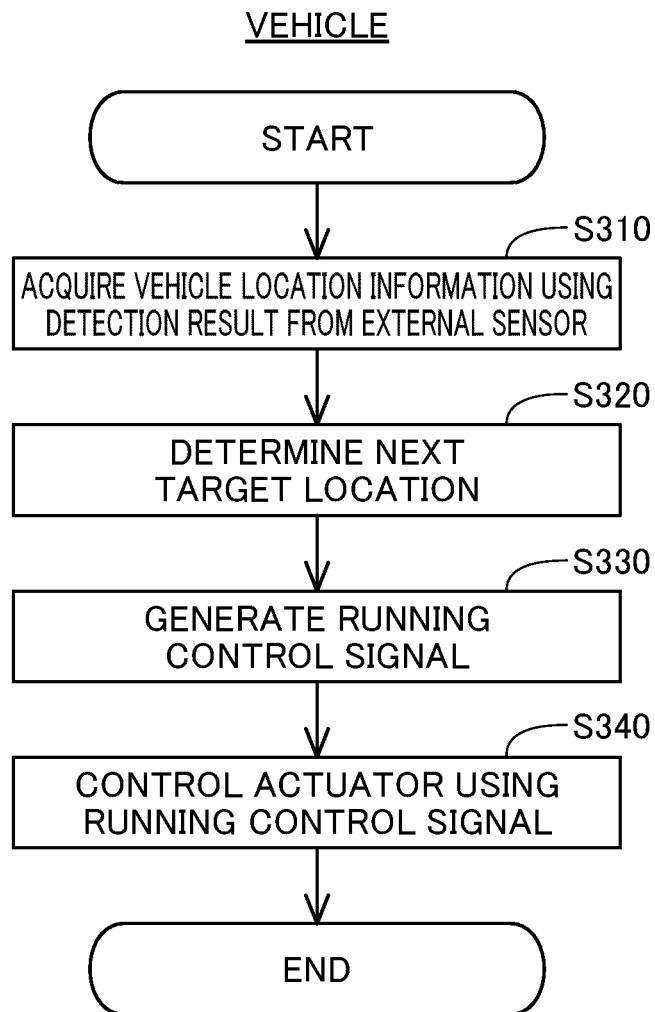 VEHICLE
START
S310
ACQUIRE VEHICLE LOCATION INFORMATION USING
DETECTION RESULT FROM EXTERNAL SENSOR
S320
DETERMINE NEXT
TARGET LOCATION
S330
GENERATE RUNNING
CONTROL SIGNAL
S340
CONTROL ACTUATOR USING
RUNNING CONTROL SIGNAL
END